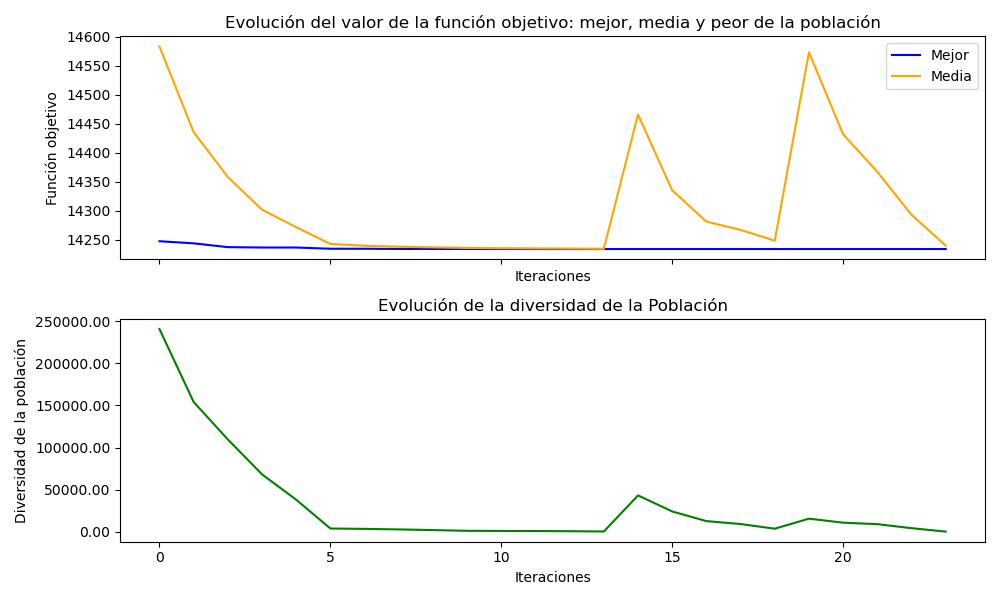 Evolución del valor de la función objetivo: mejor, media y peor de la población
14600
14550
14500
14450
14400
14350
14300
14250
Función objetivo
Mejor
Media
Iteraciones
Evolución de la diversidad de la Población
250000.00
200000.00
150000.00
100000.00
50000.00
0.00
Diversidad de la población
0 5 10 15 20
Iteraciones